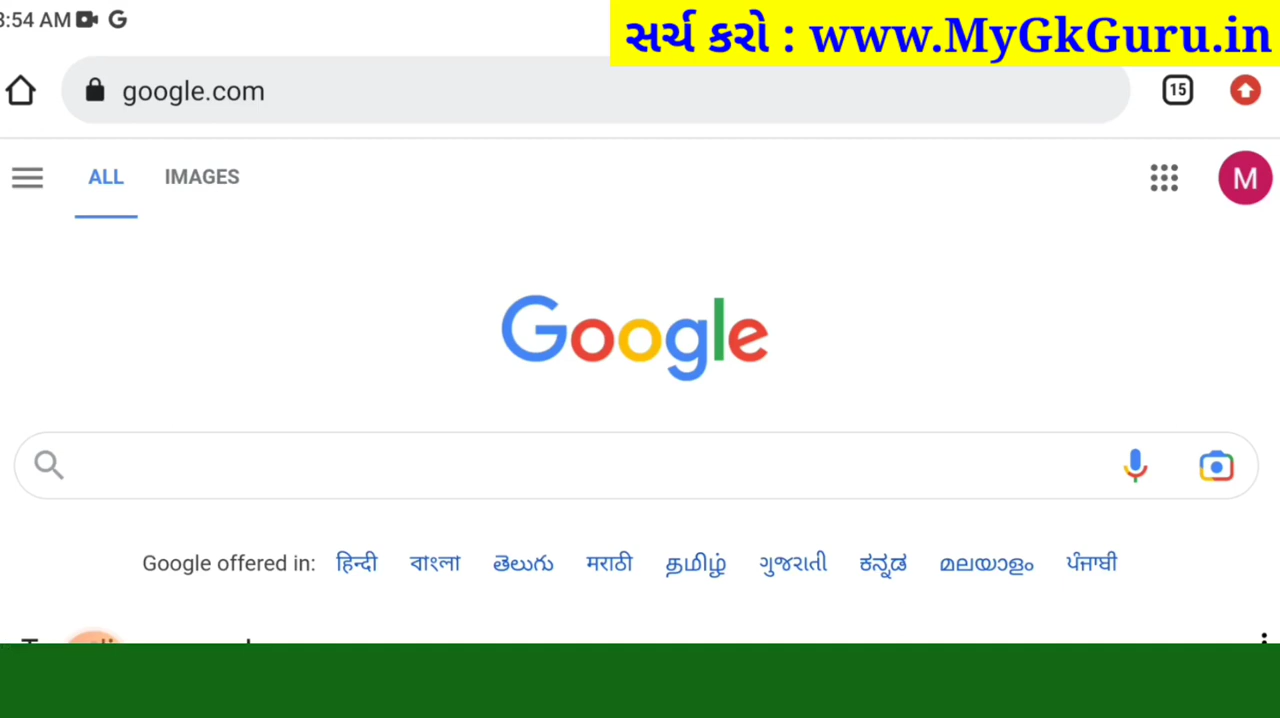 :54 AM
સર્ચ કરો : www.MyGkGuru.in
google.com
15
ALL IMAGES
M
Google
Google offered in: हिन्दी বাংলা తెలుగు मराठी தமிழ் ગુજરાતી ಕನ್ನಡ മലയാളം ਪੰਜਾਬੀ